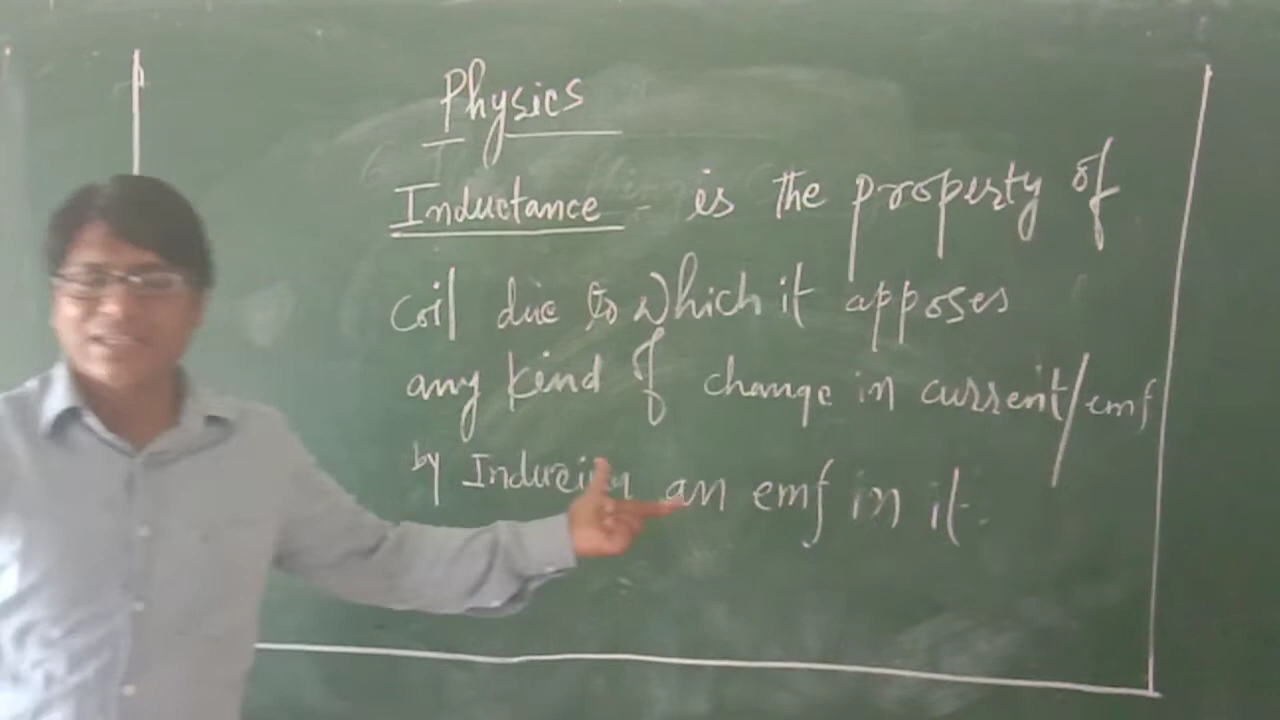 Physics
Inductance - is the property of
coil due to which it apposes
any kind of change in current/emf
by an emf in it.